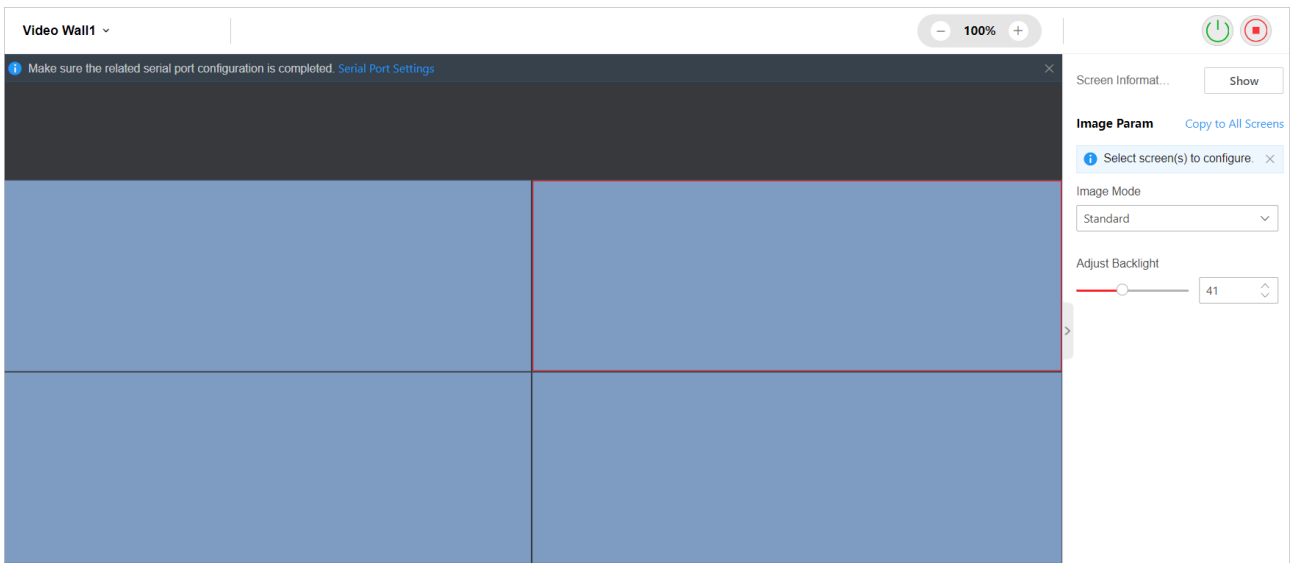 Video Wall1
100%
Make sure the related serial port configuration is completed. Serial Port Settings
Screen Informat...
Show
Image Param
Copy to All Screens
Select screen(s) to configure.
Image Mode
Standard
Adjust Backlight
41